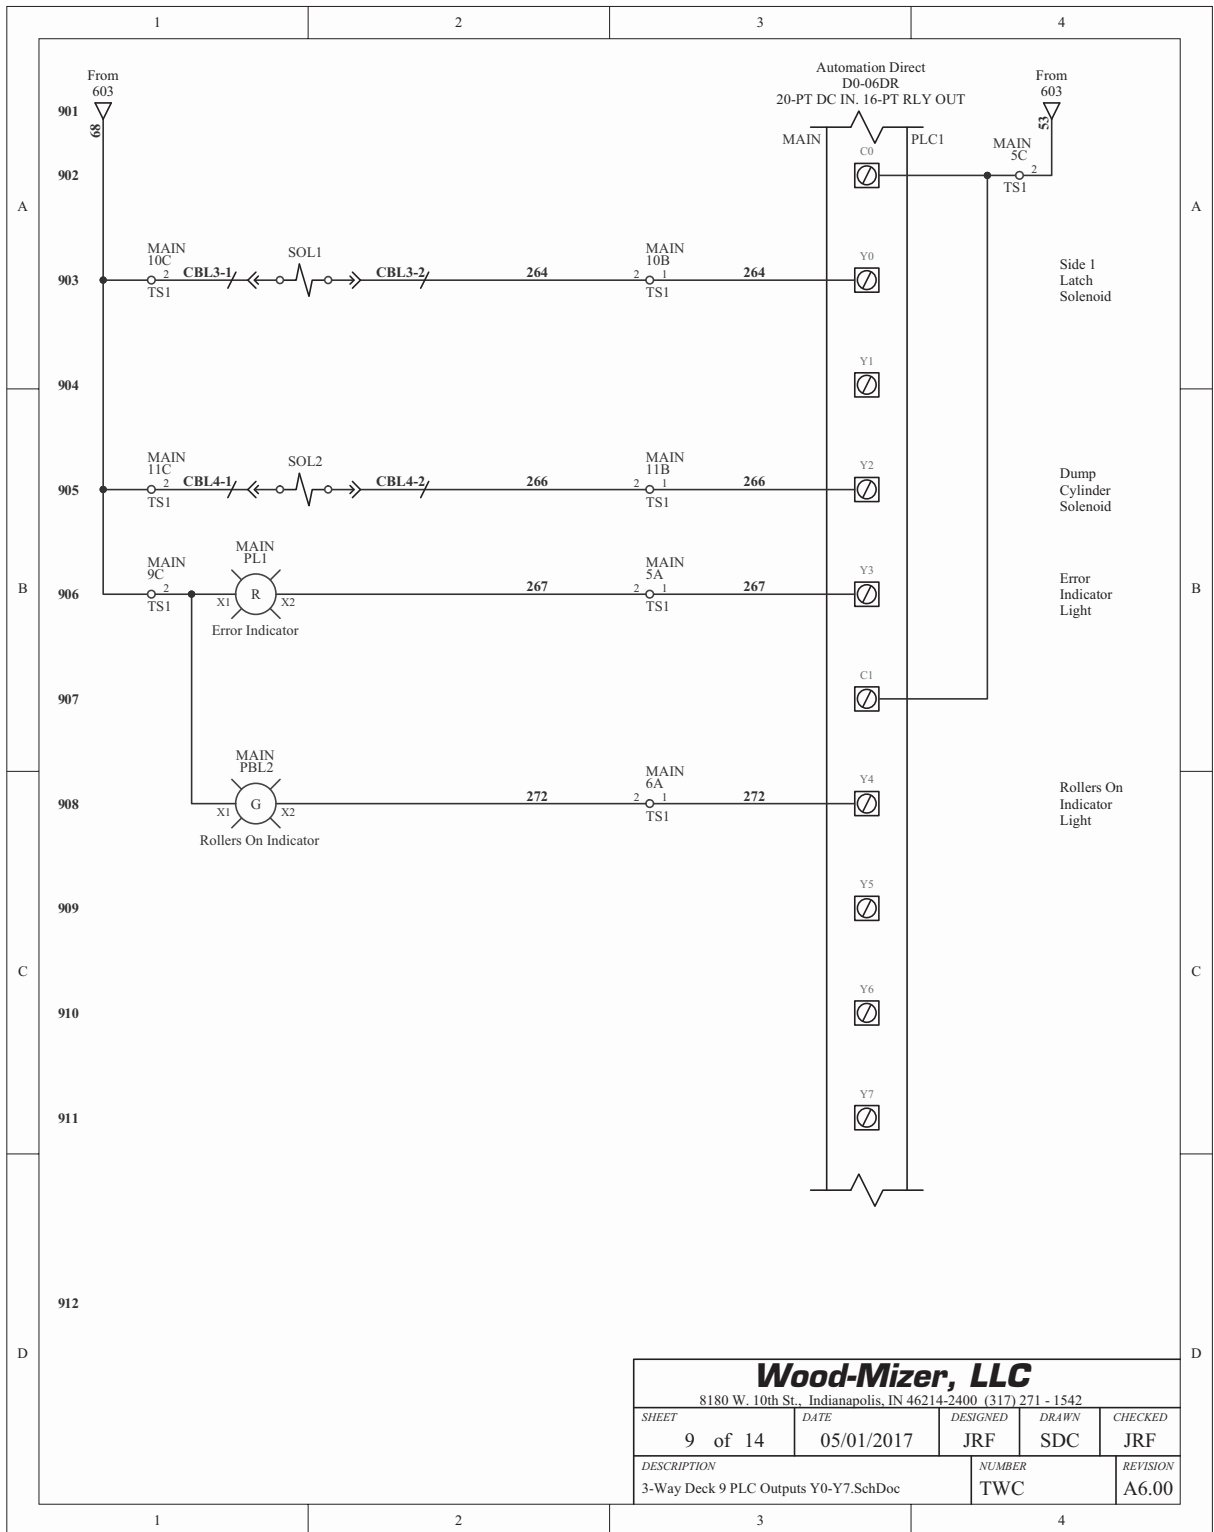 1 2 3 4
From
603
Automation Direct
D0-06DR
20-PT DC IN. 16-PT RLY OUT
From
603
901
68
MAIN
PLC1
53
C0
MAIN
5C
2
TS1
902
A
A
MAIN
10C
2
TS1
CBL3-1
SOL1
CBL3-2
264
MAIN
10B
2 1
TS1
264
Y0
903
Side 1
Latch
Solenoid
Y1
904
MAIN
11C
2
TS1
CBL4-1
SOL2
CBL4-2
266
MAIN
11B
2 1
TS1
266
Y2
905
Dump
Cylinder
Solenoid
MAIN
9C
2
TS1
MAIN
PL1
X1 R X2
Error Indicator
267
MAIN
5A
2 1
TS1
267
Y3
906
B
B
Error
Indicator
Light
C1
907
MAIN
PBL2
X1 G X2
Rollers On Indicator
272
MAIN
6A
2 1
TS1
272
Y4
908
Rollers On
Indicator
Light
Y5
909
C
C
Y6
910
Y7
911
912
D
D
Wood-Mizer, LLC
8180 W. 10th St., Indianapolis, IN 46214-2400 (317) 271 - 1542
SHEET DATE DESIGNED DRAWN CHECKED
9 of 14 05/01/2017 JRF SDC JRF
DESCRIPTION NUMBER REVISION
3-Way Deck 9 PLC Outputs Y0-Y7.SchDoc TWC A6.00
1 2 3 4